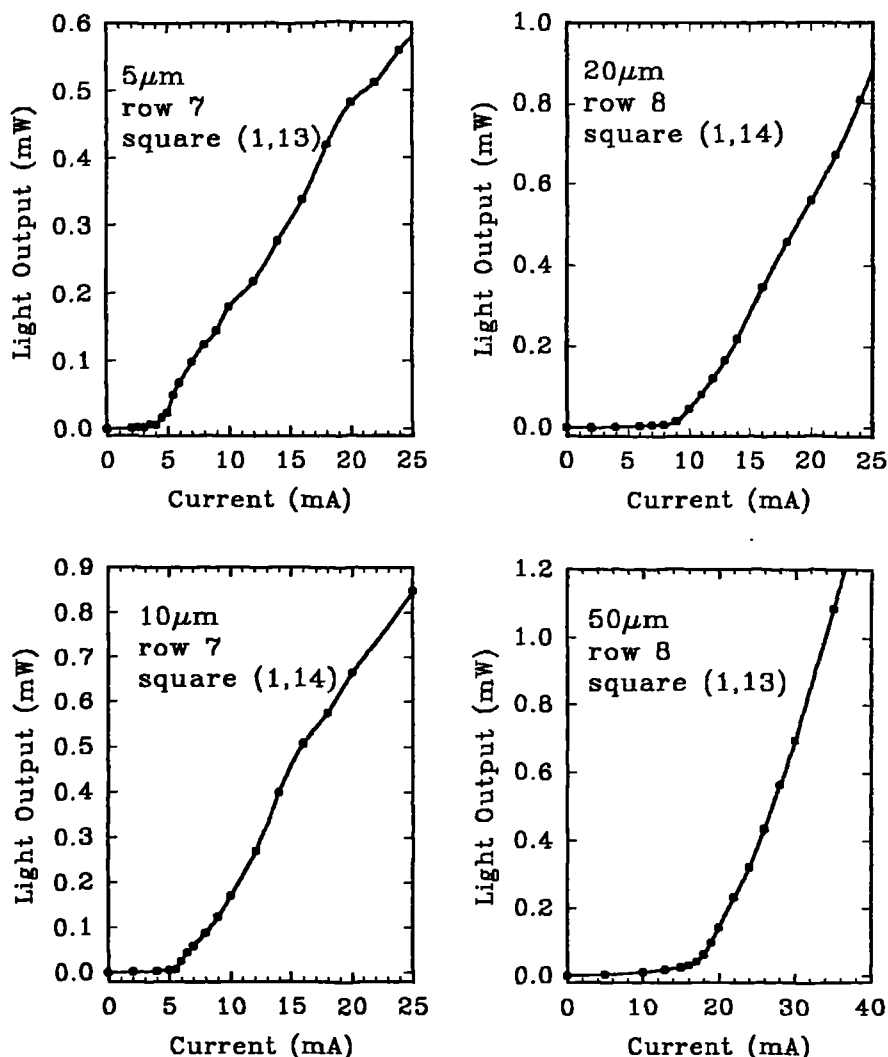 5μm
row 7
square (1,13)
Light Output (mW)
0.6
0.5
0.4
0.3
0.2
0.1
0.0
0 5 10 15 20 25
Current (mA)
20μm
row 8
square (1,14)
Light Output (mW)
1.0
0.8
0.6
0.4
0.2
0.0
0 5 10 15 20 25
Current (mA)
10μm
row 7
square (1,14)
Light Output (mW)
0.9
0.8
0.7
0.6
0.5
0.4
0.3
0.2
0.1
0.0
0 5 10 15 20 25
Current (mA)
50μm
row 8
square (1,13)
Light Output (mW)
1.2
1.0
0.8
0.6
0.4
0.2
0.0
0 10 20 30 40
Current (mA)